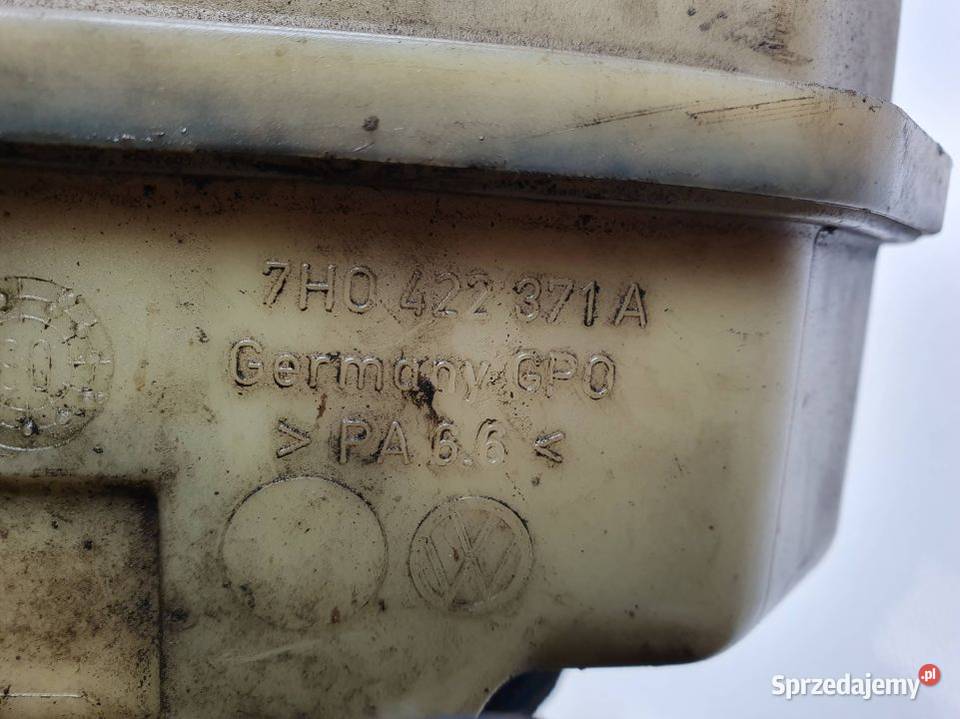 7H0 422 371 A
Germany GPO
> PA 6.6 <
Sprzedajemy.pl